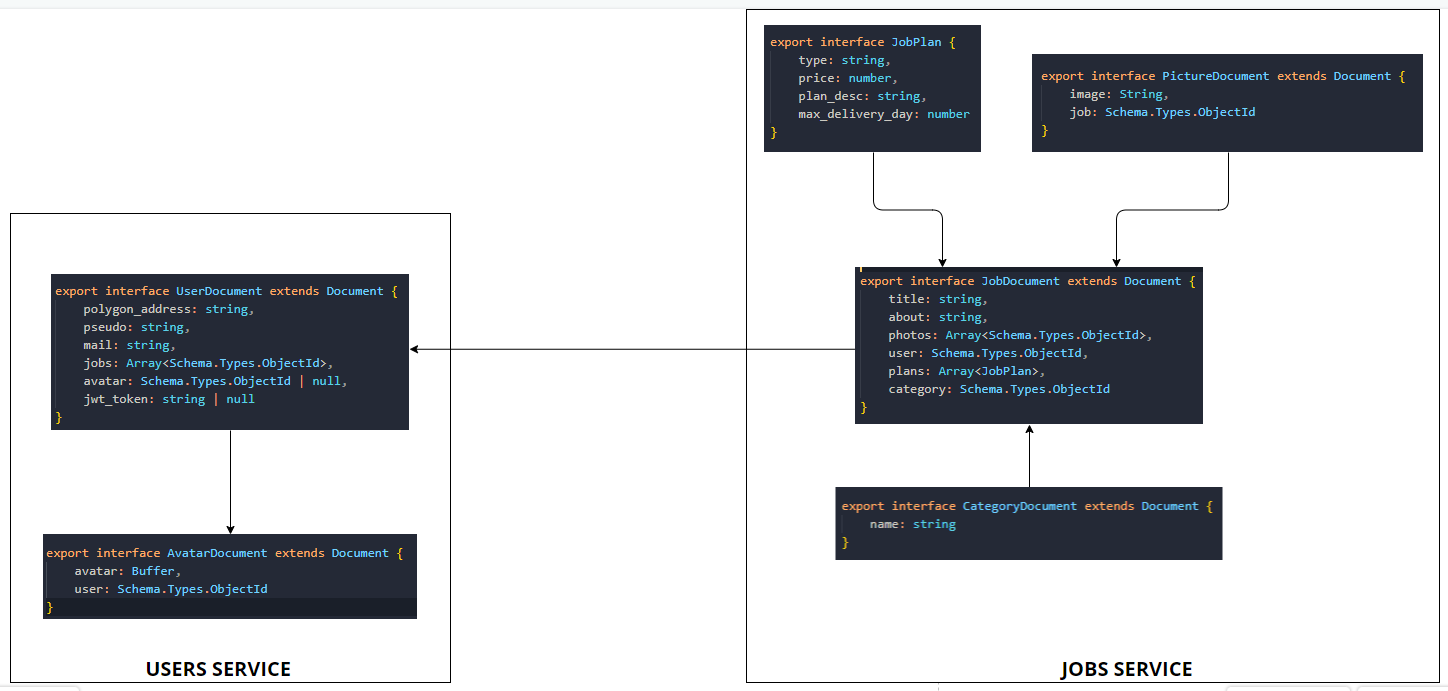 export interface JobPlan {
type: string,
price: number,
plan_desc: string,
max_delivery_day: number
}
export interface PictureDocument extends Document {
image: String,
job: Schema.Types.ObjectId
}
export interface UserDocument extends Document {
polygon_address: string,
pseudo: string,
mail: string,
jobs: Array<Schema.Types.ObjectId>,
avatar: Schema.Types.ObjectId | null,
jwt_token: string | null
}
export interface JobDocument extends Document {
title: string,
about: string,
photos: Array<Schema.Types.ObjectId>,
user: Schema.Types.ObjectId,
plans: Array<JobPlan>,
category: Schema.Types.ObjectId
}
export interface CategoryDocument extends Document {
name: string
}
export interface AvatarDocument extends Document {
avatar: Buffer,
user: Schema.Types.ObjectId
}
USERS SERVICE
JOBS SERVICE